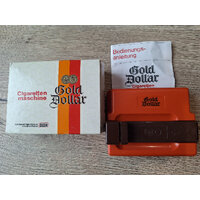 Gold
Dollar
Cigaretten
maschine
Bedienungs-
anleitung
Gold
Dollar
Gold
Dollar